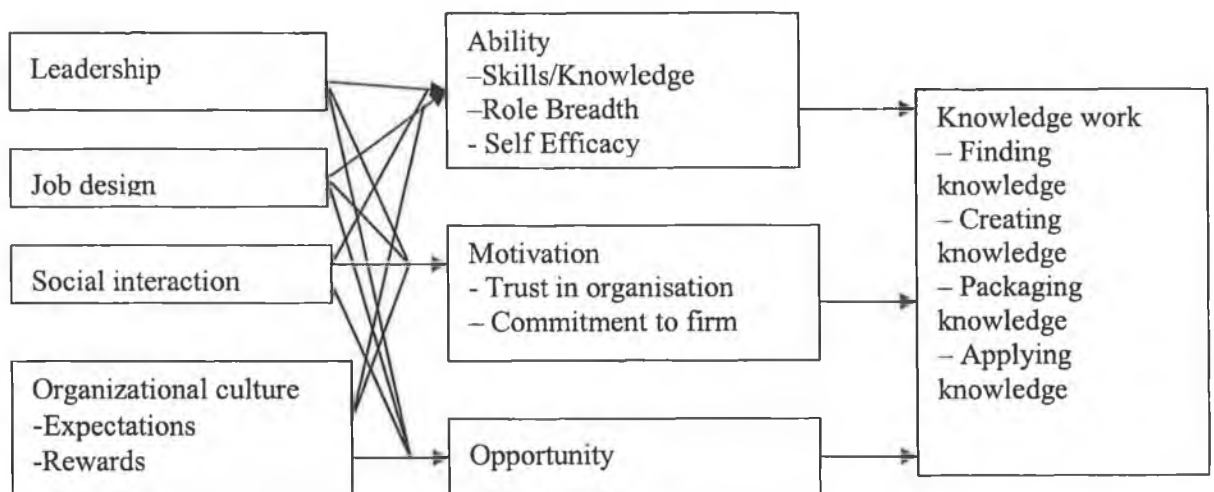 Leadership
Job design
Social interaction
Organizational culture
-Expectations
-Rewards
Ability
–Skills/Knowledge
–Role Breadth
- Self Efficacy
Motivation
- Trust in organisation
– Commitment to firm
Opportunity
Knowledge work
– Finding
knowledge
– Creating
knowledge
– Packaging
knowledge
– Applying
knowledge